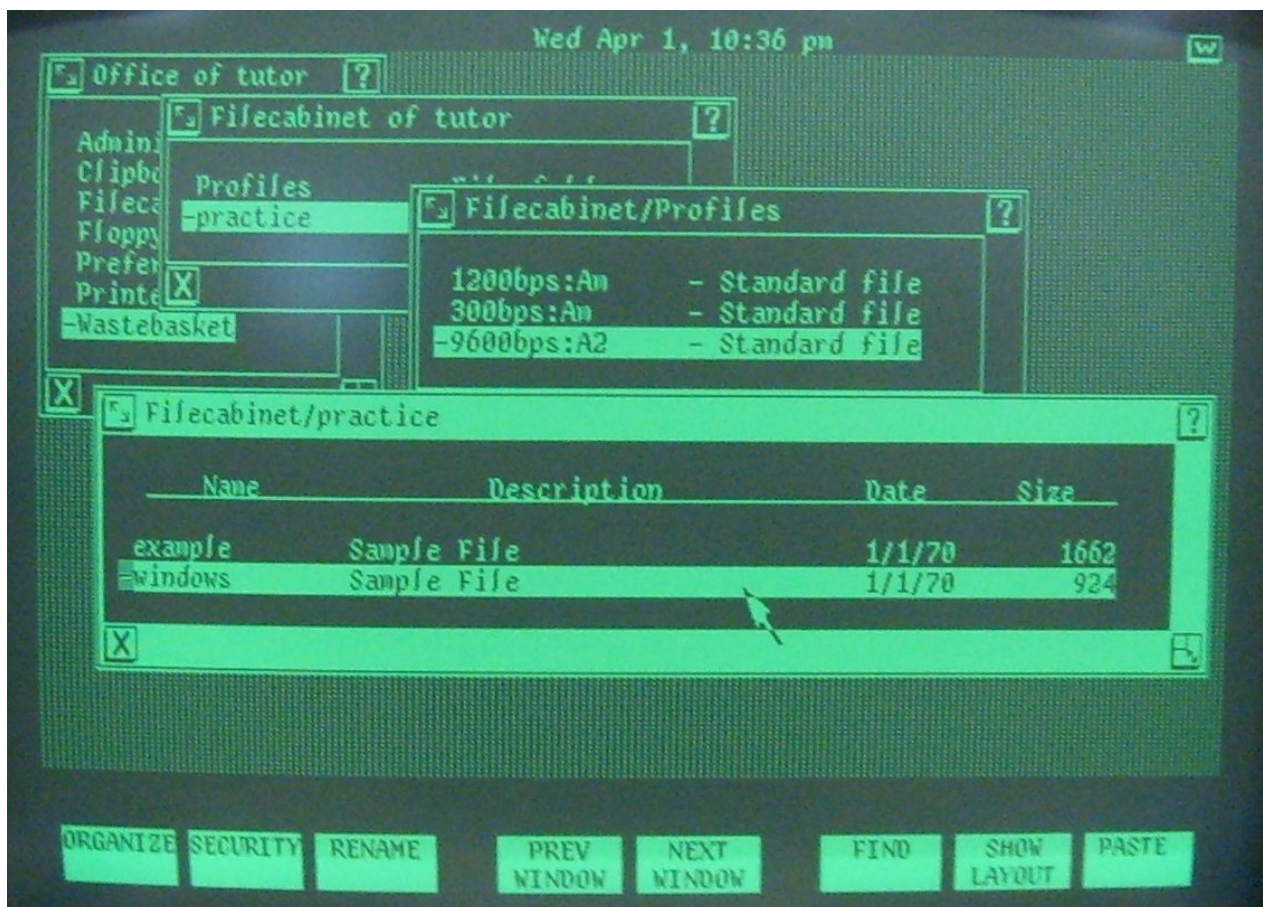 Wed Apr 1, 10:36 pm
W
Office of tutor ?
Filecabinet of tutor ?
Admini
Clipbo
Fileca
Floppy
Prefer
Printe
-Wastebasket
X
Profiles
-practice
X
Filecabinet/Profiles ?
1200bps:Am - Standard file
300bps:Am - Standard file
-9600bps:A2 - Standard file
Filecabinet/practice ?
Name Description Date Size
example Sample File 1/1/70 1662
-windows Sample File 1/1/70 924
X
ORGANIZE SECURITY RENAME PREV WINDOW NEXT WINDOW FIND SHOW LAYOUT PASTE